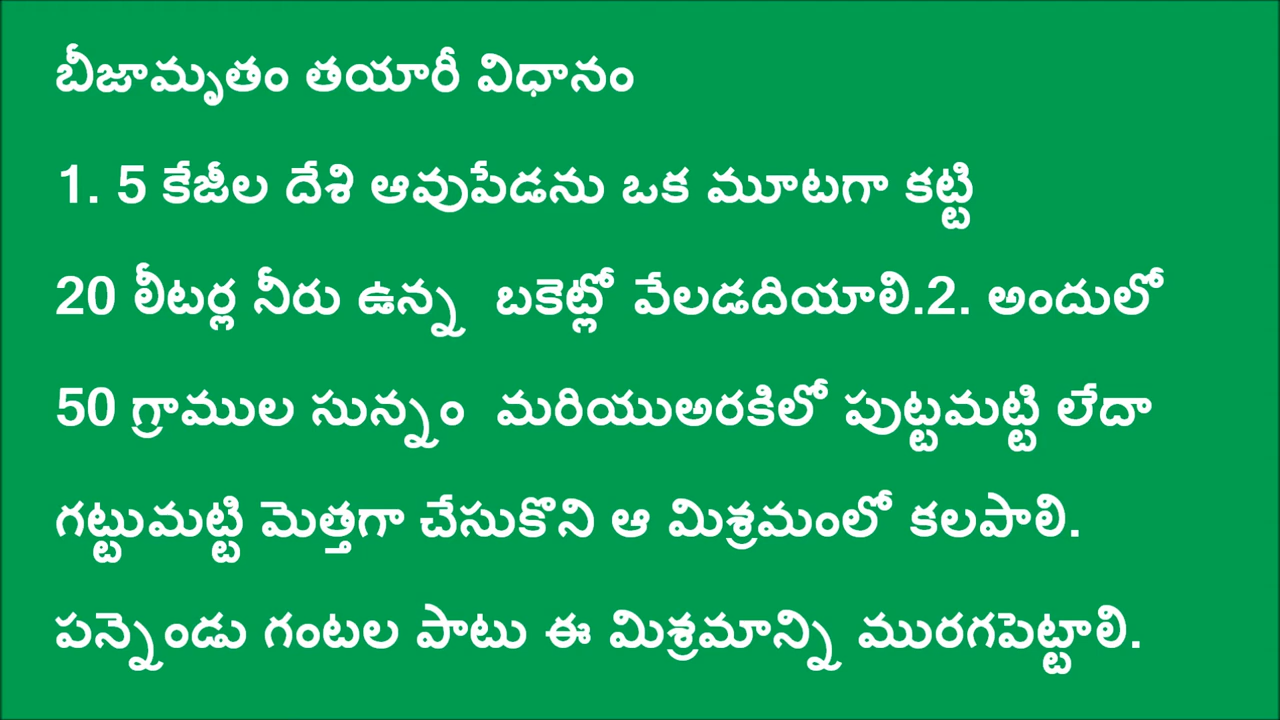 బీజామృతం తయారీ విధానం
1. 5 కేజీల దేశి ఆవుపేడను ఒక మూటగా కట్టి
20 లీటర్ల నీరు ఉన్న బకెట్లో వేలడదియాలి.2. అందులో
50 గ్రాముల సున్నం మరియుఅరకిలో పుట్టమట్టి లేదా
గట్టుమట్టి మెత్తగా చేసుకొని ఆ మిశ్రమంలో కలపాలి.
పన్నెండు గంటల పాటు ఈ మిశ్రమాన్ని మురగపెట్టాలి.